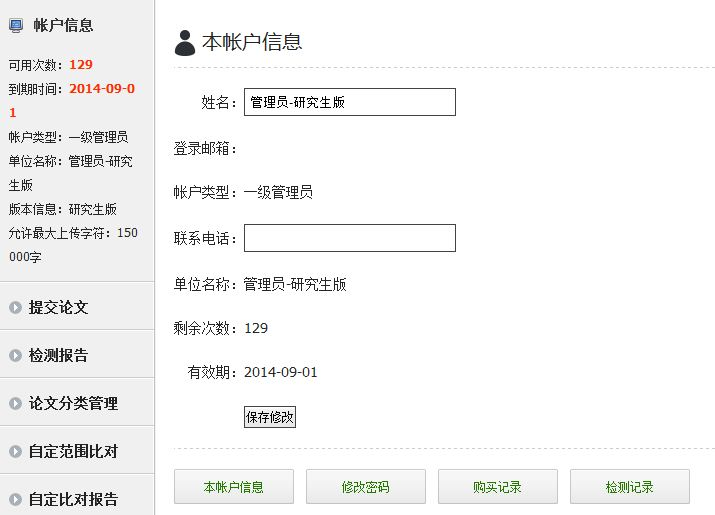 帐户信息
可用次数：129
到期时间：2014-09-0
1
帐户类型：一级管理员
单位名称：管理员-研究
生版
版本信息：研究生版
允许最大上传字符：150
000字
提交论文
检测报告
论文分类管理
自定范围比对
自定比对报告
本帐户信息
姓名：管理员-研究生版
登录邮箱：
帐户类型：一级管理员
联系电话：
单位名称：管理员-研究生版
剩余次数：129
有效期：2014-09-01
保存修改
本帐户信息 修改密码 购买记录 检测记录